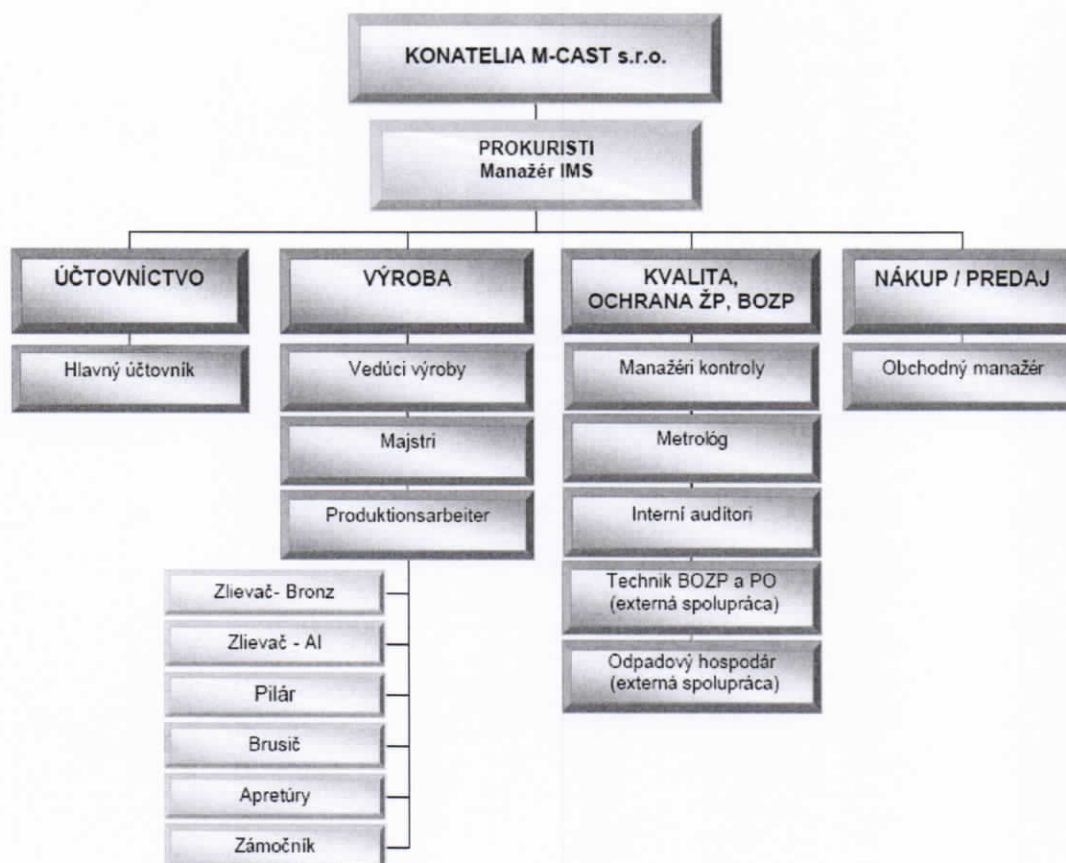 KONATELIA M-CAST s.r.o.
PROKURISTI
Manažér IMS
ÚČTOVNÍCTVO
Hlavný účtovník
VÝROBA
Vedúci výroby
Majstri
Produktionsarbeiter
Zlievač- Bronz
Zlievač - Al
Pilár
Brusič
Apretúry
Zámočník
KVALITA,
OCHRANA ŽP, BOZP
Manažéri kontroly
Metrológ
Interní auditori
Technik BOZP a PO
(externá spolupráca)
Odpadový hospodár
(externá spolupráca)
NÁKUP / PREDAJ
Obchodný manažér